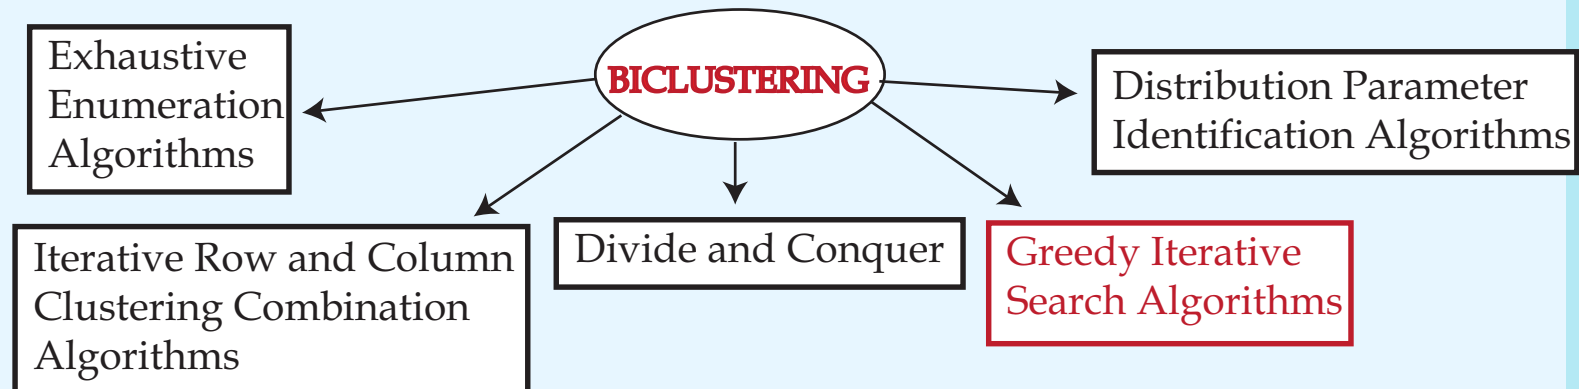 BICLUSTERING
Exhaustive
Enumeration
Algorithms
Iterative Row and Column
Clustering Combination
Algorithms
Divide and Conquer
Greedy Iterative
Search Algorithms
Distribution Parameter
Identification Algorithms